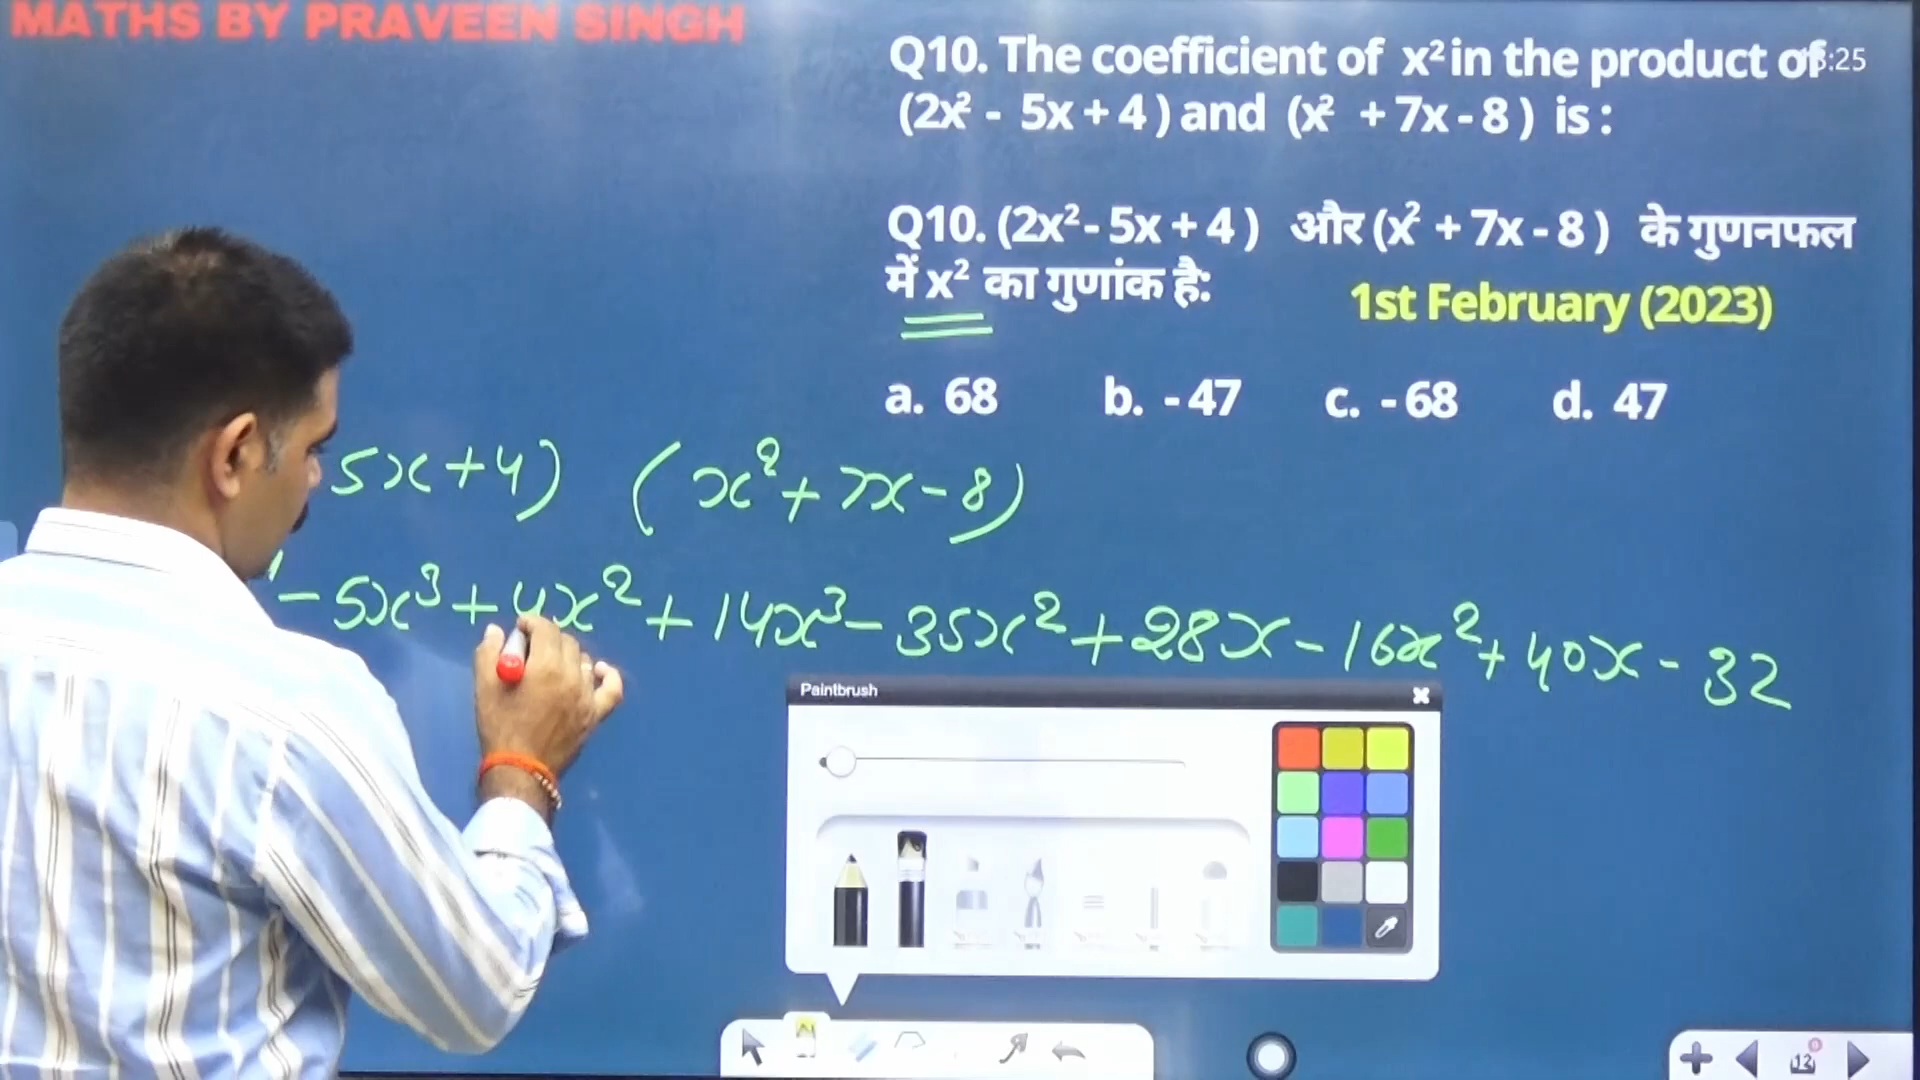 MATHS BY PRAVEEN SINGH
Q10. The coefficient of x² in the product of
:25
(2x² - 5x + 4 ) and (x² + 7x - 8 ) is :
Q10. (2x² - 5x + 4 ) और (x² + 7x - 8 ) के गुणनफल
में x² का गुणांक है:
1st February (2023)
a. 68 b. - 47 c. - 68 d. 47
5x+4) (x²+7x-8)
-5x³+4x²+14x³-35x²+28x-16x²+40x-32
Paintbrush
12